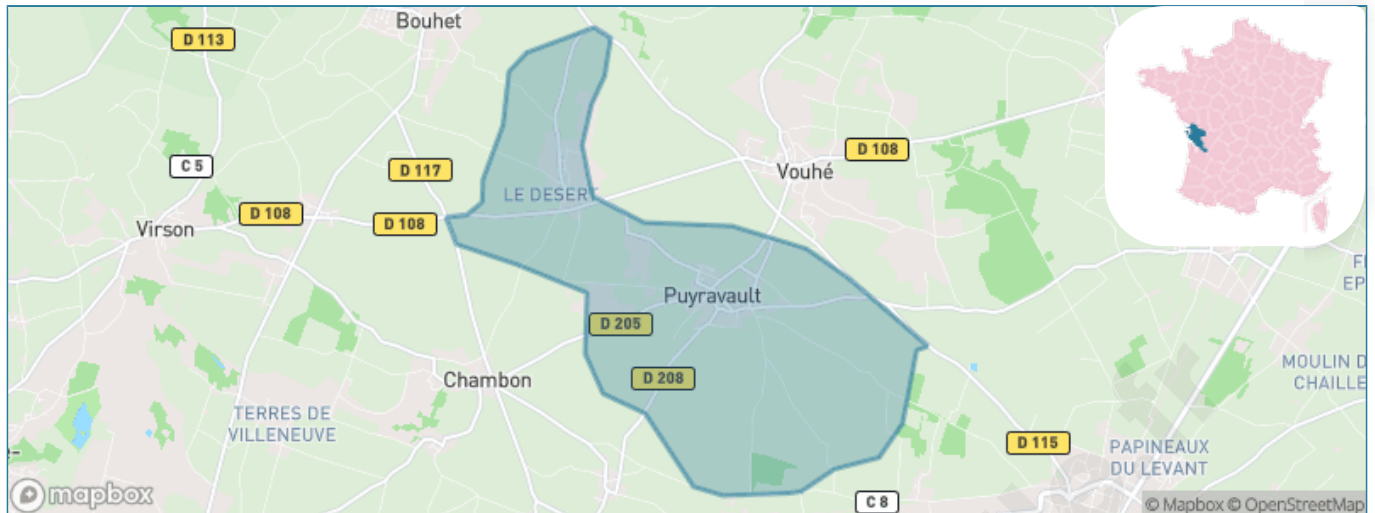 Bouhet
D 113
D 108
C 5
D 117
Vouhé
LE DESERT
D 108
D 108
Virson
Puyravault
D 205
Chambon
D 208
MOULIN D
CHAILLE
TERRES DE
VILLENEUVE
D 115
PAPINEAUX
DU LEVANT
e-
C 8
mapbox
© Mapbox © OpenStreetMap
F
EP